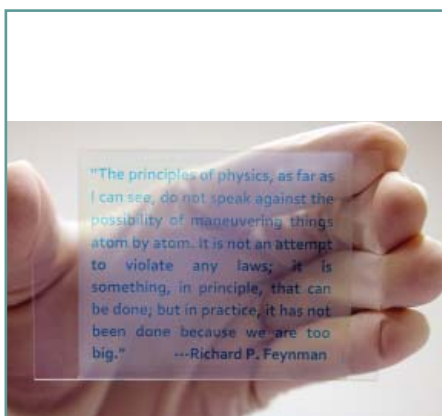 "The principles of physics, as far as
I can see, do not speak against the
possibility of maneuvering things
atom by atom. It is not an attempt
to violate any laws; it is
something, in principle, that can
be done; but in practice, it has not
been done because we are too
big." ---Richard P. Feynman